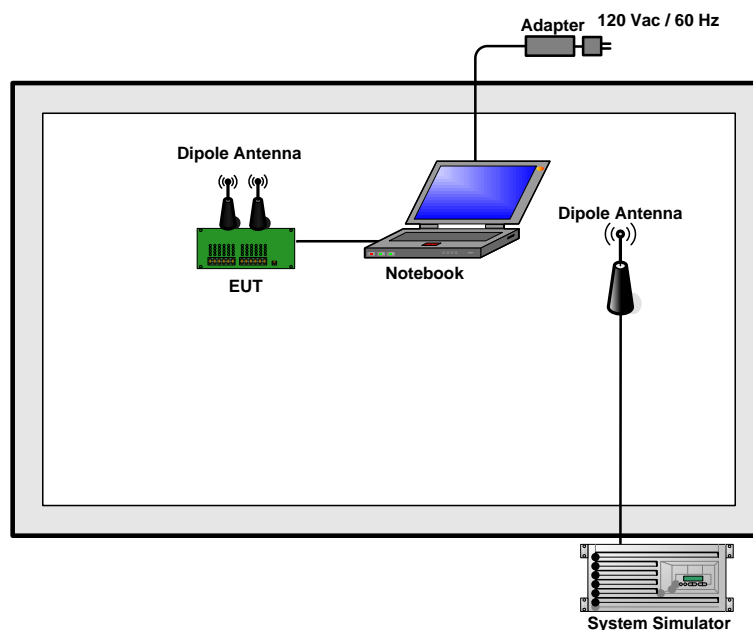 120 Vac / 60 Hz
Adapter
Dipole Antenna
Dipole Antenna
EUT
Notebook
System Simulator